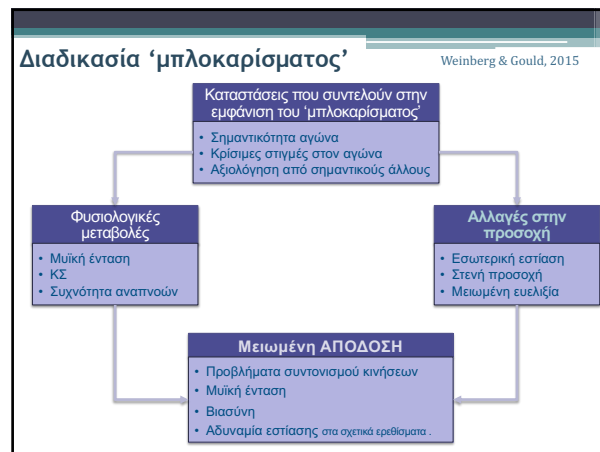 Διαδικασία ‘μπλοκαρίσματος’
Weinberg & Gould, 2015
Καταστάσεις που συντελούν στην
εμφάνιση του ‘μπλοκαρίσματος’
• Σημαντικότητα αγώνα
• Κρίσιμες στιγμές στον αγώνα
• Αξιολόγηση από σημαντικούς άλλους
Φυσιολογικές
μεταβολές
• Μυϊκή ένταση
• ΚΣ
• Συχνότητα αναπνοών
Αλλαγές στην
προσοχή
• Εσωτερική εστίαση
• Στενή προσοχή
• Μειωμένη ευελιξία
Μειωμένη ΑΠΟΔΟΣΗ
• Προβλήματα συντονισμού κινήσεων
• Μυϊκή ένταση
• Βιασύνη
• Αδυναμία εστίασης στα σχετικά ερεθίσματα .